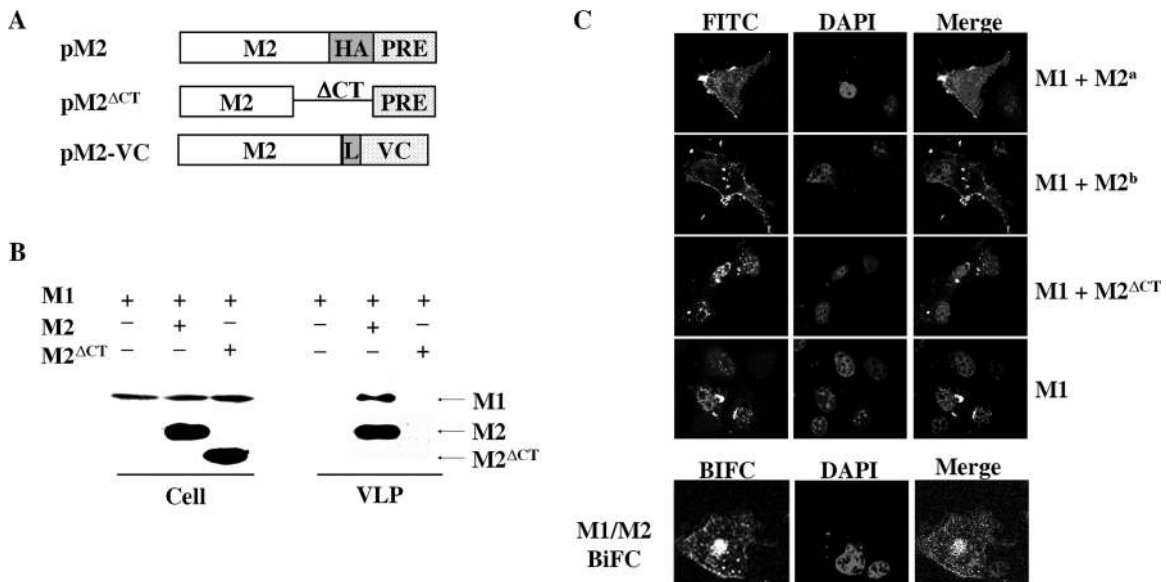 A
pM2
M2 HA PRE
pM2ΔCT
M2 ΔCT PRE
pM2-VC
M2 L VC
B
M1 + + + + + +
M2 – + – – + –
M2ΔCT – – + – – +
M1
M2
M2ΔCT
Cell VLP
C
FITC DAPI Merge
M1 + M2a
M1 + M2b
M1 + M2ΔCT
M1
BIFC DAPI Merge
M1/M2
BiFC